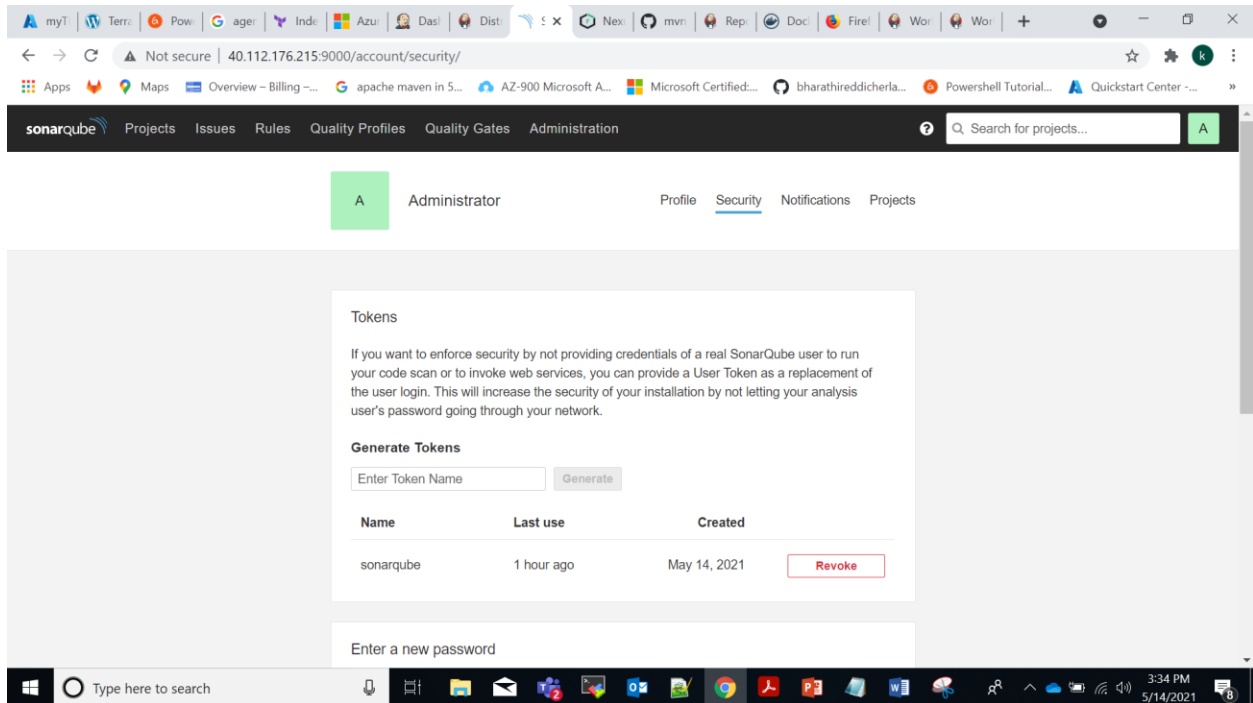 myT Terra Pow ager Inde Azur Dasl Dist Nex mvn Rep Doci Firef Wor Wor
Not secure | 40.112.176.215:9000/account/security/ k
Apps Maps Overview – Billing –... apache maven in 5... AZ-900 Microsoft A... Microsoft Certified:... bharathireddicherla... Powershell Tutorial... Quickstart Center -... »
sonarqube Projects Issues Rules Quality Profiles Quality Gates Administration ? Search for projects... A
A Administrator Profile Security Notifications Projects
Tokens
If you want to enforce security by not providing credentials of a real SonarQube user to run
your code scan or to invoke web services, you can provide a User Token as a replacement of
the user login. This will increase the security of your installation by not letting your analysis
user's password going through your network.
Generate Tokens
Enter Token Name Generate
Name Last use Created
sonarqube 1 hour ago May 14, 2021 Revoke
Enter a new password
Type here to search 3:34 PM
5/14/2021